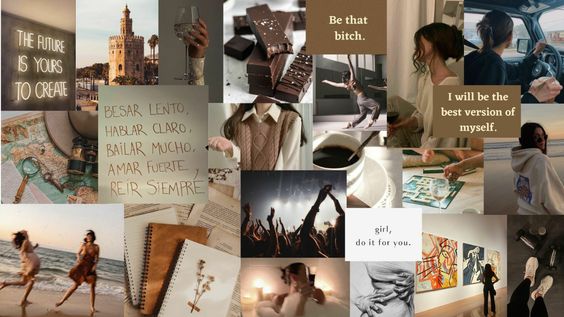 THE FUTURE
IS YOURS
TO CREATE
Be that
bitch.
I will be the
best version of
myself.
BESAR LENTO,
HABLAR CLARO,
BAILAR MUCHO,
AMAR FUERTE,
REÍR SIEMPRE
girl,
do it for you.